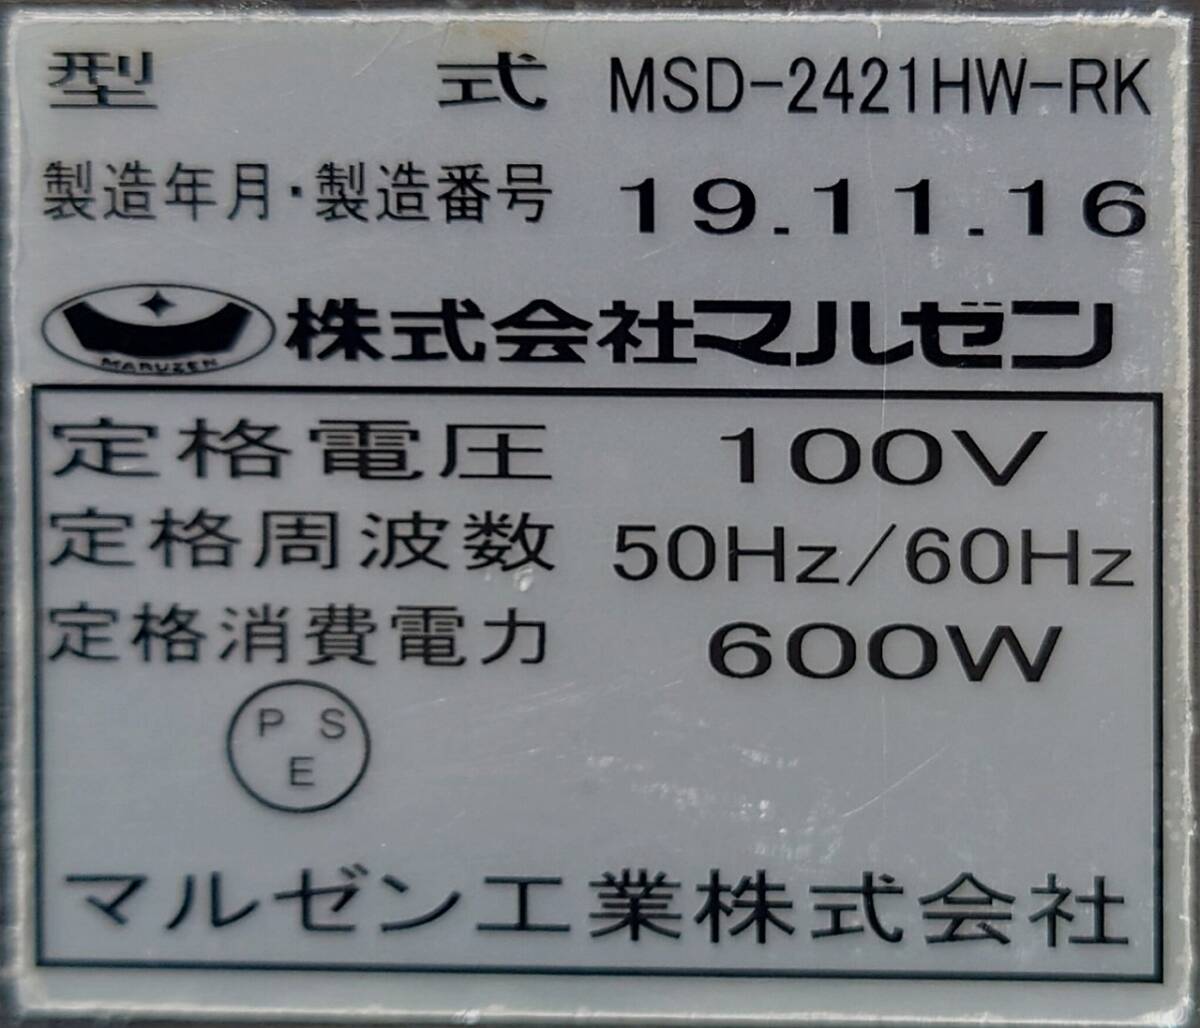 型式 MSD-2421HW-RK
製造年月・製造番号 19.11.16
MARUZEN 株式会社マルゼン
定格電圧 100V
定格周波数 50Hz/60Hz
定格消費電力 600W
P S
E
マルゼン工業株式会社